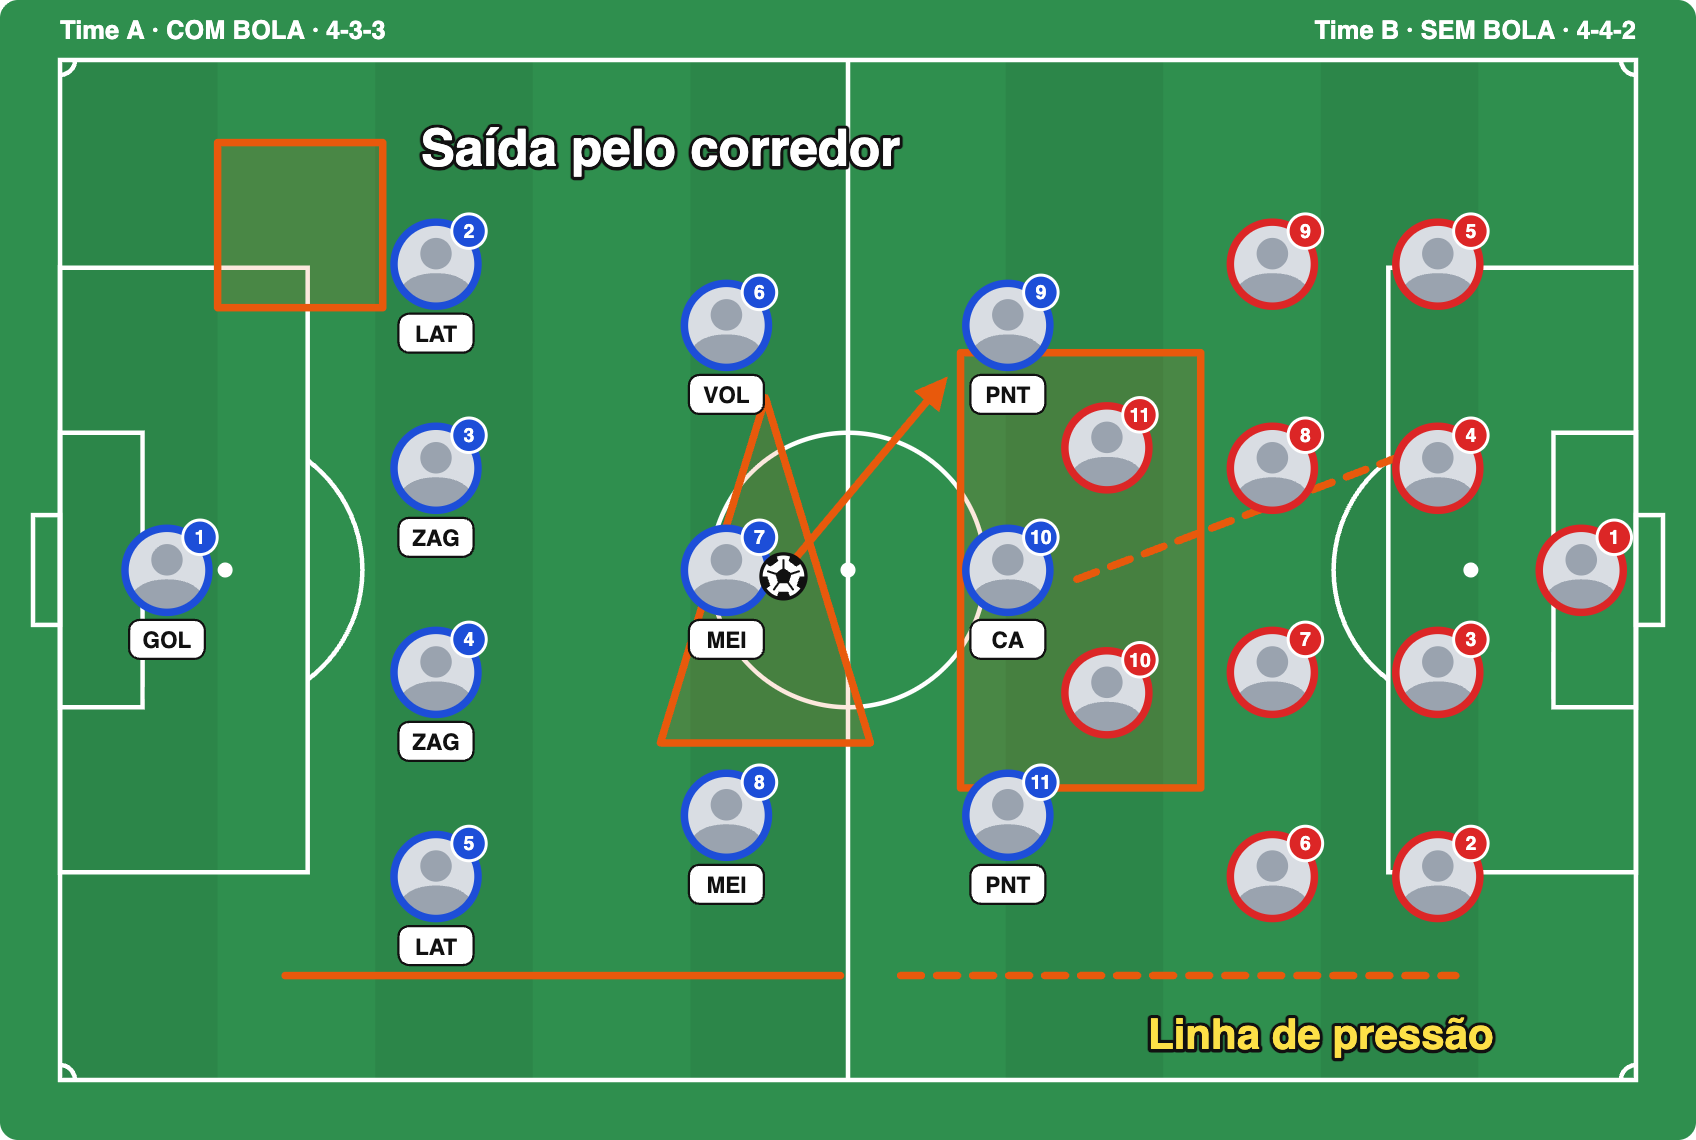 Time A · COM BOLA · 4-3-3
Time B · SEM BOLA · 4-4-2
Saída pelo corredor
2
LAT
9
5
6
VOL
9
PNT
11
3
ZAG
8
4
1
GOL
7
MEI
10
CA
1
4
ZAG
10
7
3
8
MEI
11
PNT
5
LAT
6
2
Linha de pressão